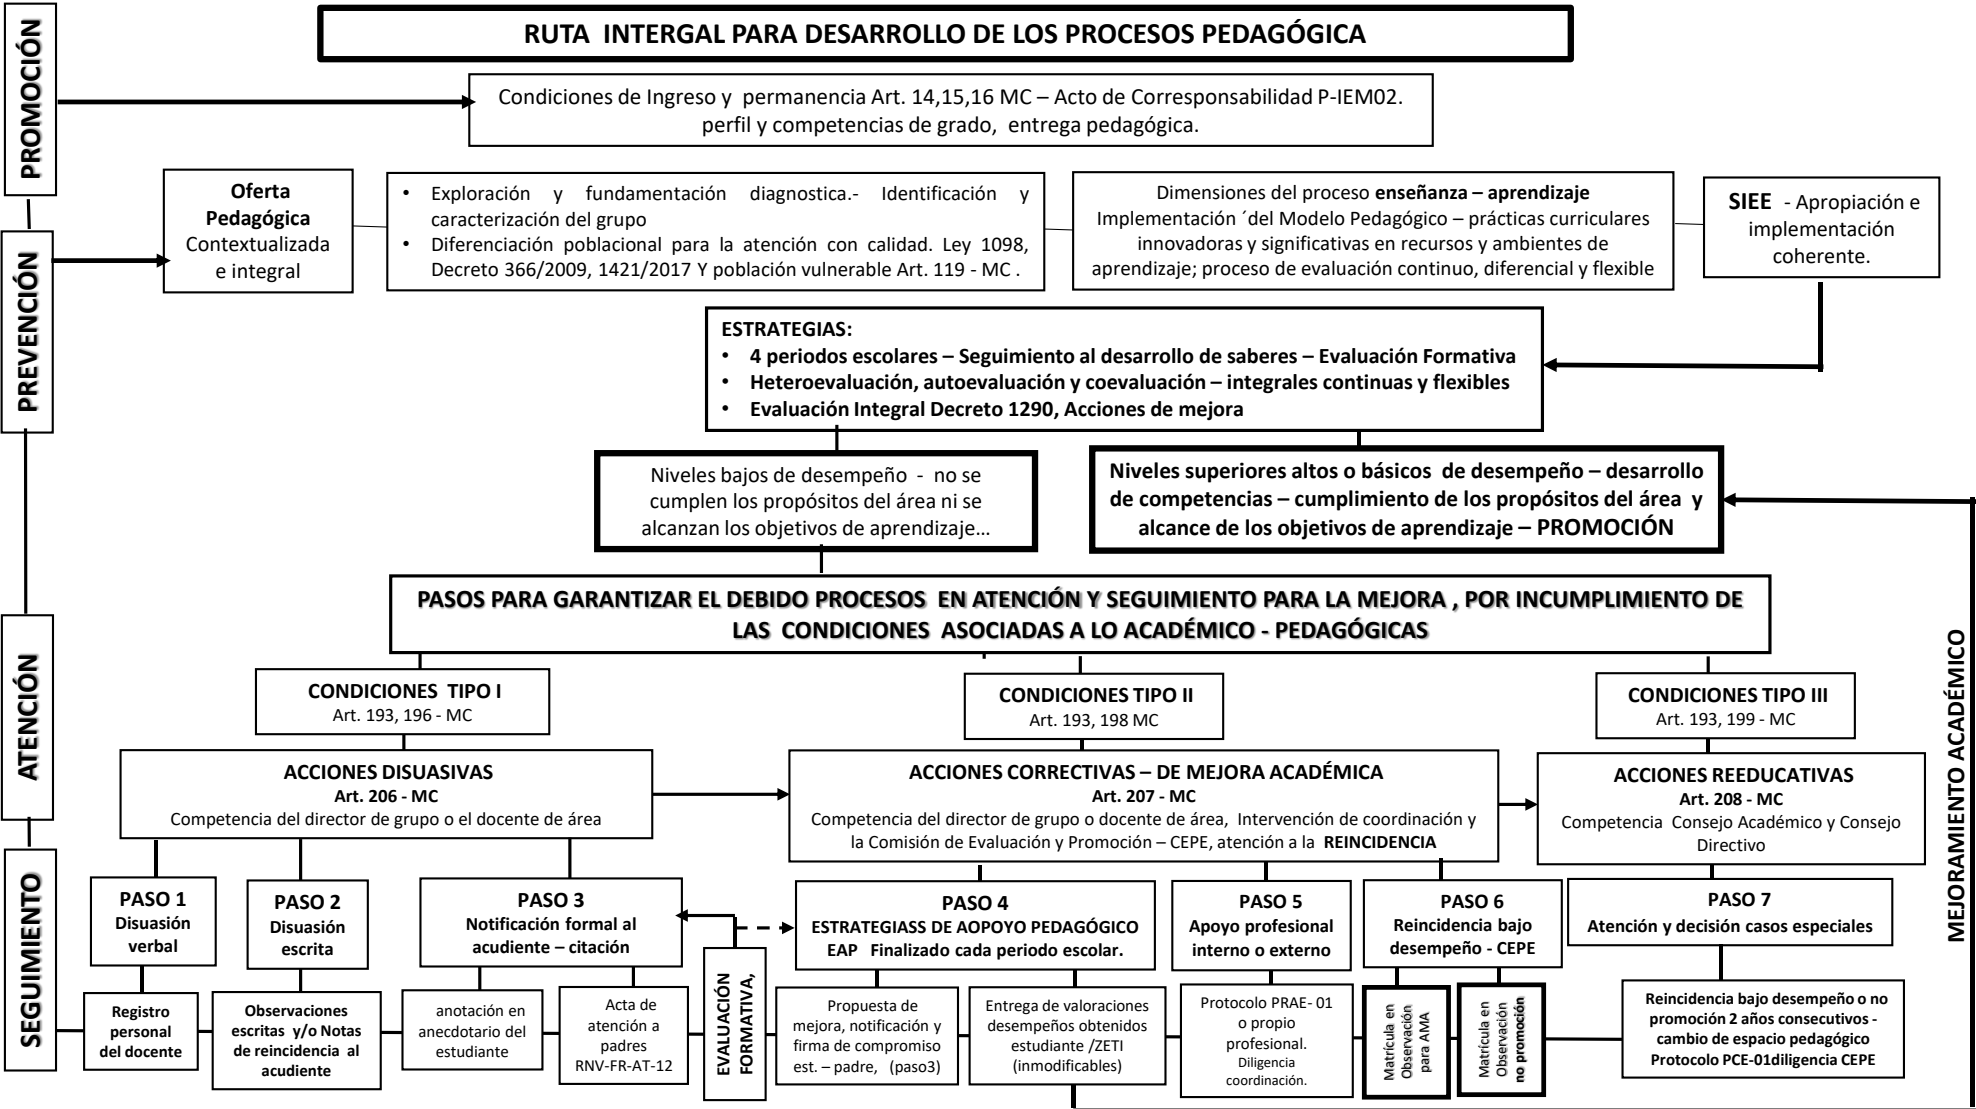 RUTA INTERGAL PARA DESARROLLO DE LOS PROCESOS PEDAGÓGICA
PROMOCIÓN
Condiciones de Ingreso y permanencia Art. 14,15,16 MC – Acto de Corresponsabilidad P-IEM02.
perfil y competencias de grado, entrega pedagógica.
PREVENCIÓN
Oferta
Pedagógica
Contextualizada
e integral
• Exploración y fundamentación diagnostica.- Identificación y
caracterización del grupo
• Diferenciación poblacional para la atención con calidad. Ley 1098,
Decreto 366/2009, 1421/2017 Y población vulnerable Art. 119 - MC .
Dimensiones del proceso enseñanza – aprendizaje
Implementación ´del Modelo Pedagógico – prácticas curriculares
innovadoras y significativas en recursos y ambientes de
aprendizaje; proceso de evaluación continuo, diferencial y flexible
SIEE - Apropiación e
implementación
coherente.
ESTRATEGIAS:
• 4 periodos escolares – Seguimiento al desarrollo de saberes – Evaluación Formativa
• Heteroevaluación, autoevaluación y coevaluación – integrales continuas y flexibles
• Evaluación Integral Decreto 1290, Acciones de mejora
Niveles bajos de desempeño - no se
cumplen los propósitos del área ni se
alcanzan los objetivos de aprendizaje...
Niveles superiores altos o básicos de desempeño – desarrollo
de competencias – cumplimiento de los propósitos del área y
alcance de los objetivos de aprendizaje – PROMOCIÓN
PASOS PARA GARANTIZAR EL DEBIDO PROCESOS EN ATENCIÓN Y SEGUIMIENTO PARA LA MEJORA , POR INCUMPLIMIENTO DE
LAS CONDICIONES ASOCIADAS A LO ACADÉMICO - PEDAGÓGICAS
ATENCIÓN
CONDICIONES TIPO I
Art. 193, 196 - MC
CONDICIONES TIPO II
Art. 193, 198 MC
CONDICIONES TIPO III
Art. 193, 199 - MC
MEJORAMIENTO ACADÉMICO
ACCIONES DISUASIVAS
Art. 206 - MC
Competencia del director de grupo o el docente de área
ACCIONES CORRECTIVAS – DE MEJORA ACADÉMICA
Art. 207 - MC
Competencia del director de grupo o docente de área, Intervención de coordinación y
la Comisión de Evaluación y Promoción – CEPE, atención a la REINCIDENCIA
ACCIONES REEDUCATIVAS
Art. 208 - MC
Competencia Consejo Académico y Consejo
Directivo
SEGUIMIENTO
PASO 1
Disuasión
verbal
PASO 2
Disuasión
escrita
PASO 3
Notificación formal al
acudiente – citación
PASO 4
ESTRATEGIASS DE AOPOYO PEDAGÓGICO
EAP Finalizado cada periodo escolar.
PASO 5
Apoyo profesional
interno o externo
PASO 6
Reincidencia bajo
desempeño - CEPE
PASO 7
Atención y decisión casos especiales
Registro
personal
del docente
Observaciones
escritas y/o Notas
de reincidencia al
acudiente
anotación en
anecdotario del
estudiante
Acta de
atención a
padres
RNV-FR-AT-12
EVALUACIÓN
FORMATIVA,
Propuesta de
mejora, notificación y
firma de compromiso
est. – padre, (paso3)
Entrega de valoraciones
desempeños obtenidos
estudiante /ZETI
(inmodificables)
Protocolo PRAE- 01
o propio
profesional.
Diligencia
coordinación.
Matrícula en
Observación
para AMA
Matrícula en
Observación
no promoción
Reincidencia bajo desempeño o no
promoción 2 años consecutivos -
cambio de espacio pedagógico
Protocolo PCE-01diligencia CEPE